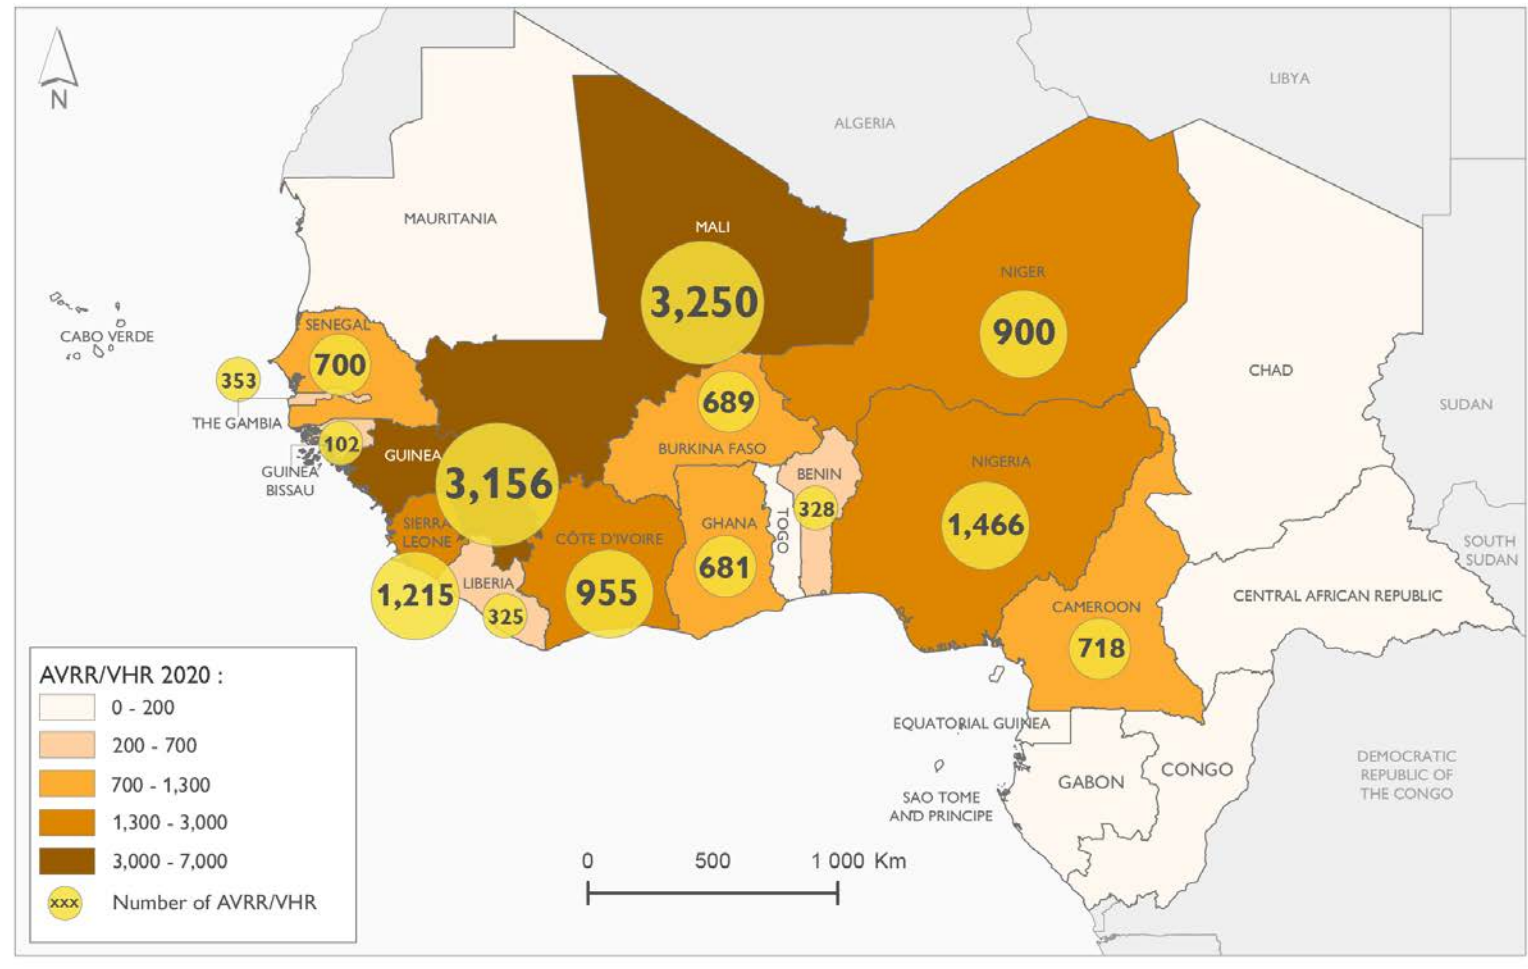 N
LIBYA
ALGERIA
MAURITANIA
MALI
3,250
NIGER
900
CABO VERDE
SENEGAL
700
353
THE GAMBIA
102
GUINEA
BISSAU
GUINEA
3,156
689
BURKINA FASO
CHAD
SUDAN
SIERRA
LEONE
1,215
LIBERIA
325
CÔTE D'IVOIRE
955
GHANA
681
TOGO
BENIN
328
NIGERIA
1,466
SOUTH
SUDAN
CENTRAL AFRICAN REPUBLIC
CAMEROON
718
EQUATORIAL GUINEA
SAO TOME
AND PRINCIPE
GABON
CONGO
DEMOCRATIC
REPUBLIC OF
THE CONGO
AVRR/VHR 2020 :
0 - 200
200 - 700
700 - 1,300
1,300 - 3,000
3,000 - 7,000
xxx Number of AVRR/VHR
0 500 1 000 Km